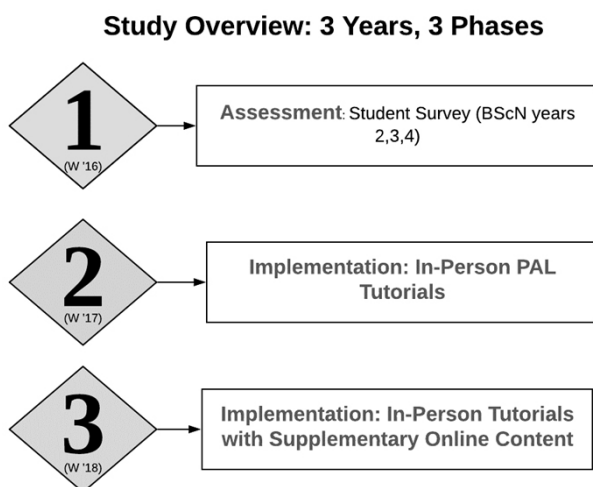 Study Overview: 3 Years, 3 Phases
1
(W '16)
Assessment: Student Survey (BScN years
2,3,4)
2
(W '17)
Implementation: In-Person PAL
Tutorials
3
(W '18)
Implementation: In-Person Tutorials
with Supplementary Online Content